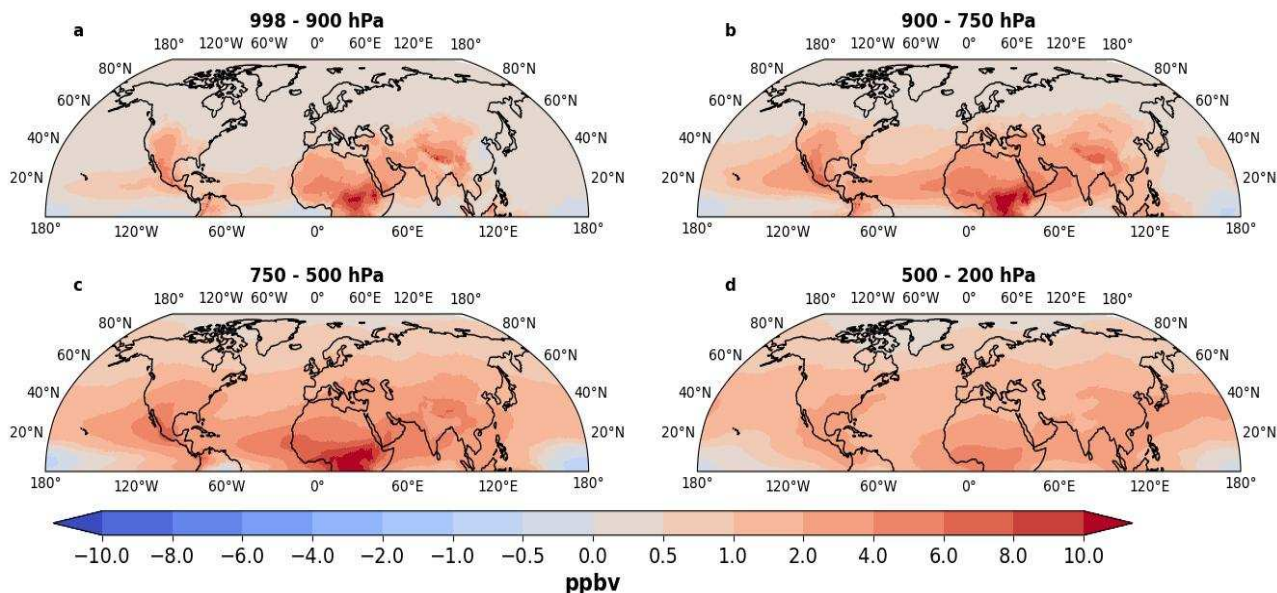 998 - 900 hPa
900 - 750 hPa
a
b
180° 120°W 60°W 0° 60°E 120°E 180°
180° 120°W 60°W 0° 60°E 120°E 180°
80°N 80°N 80°N 80°N
60°N 60°N 60°N 60°N
40°N 40°N 40°N 40°N
20°N 20°N 20°N 20°N
180° 120°W 60°W 0° 60°E 120°E 180°
180° 120°W 60°W 0° 60°E 120°E 180°
750 - 500 hPa
500 - 200 hPa
c
d
180° 120°W 60°W 0° 60°E 120°E 180°
180° 120°W 60°W 0° 60°E 120°E 180°
80°N 80°N 80°N 80°N
60°N 60°N 60°N 60°N
40°N 40°N 40°N 40°N
20°N 20°N 20°N 20°N
180° 120°W 60°W 0° 60°E 120°E 180°
180° 120°W 60°W 0° 60°E 120°E 180°
−10.0 −8.0 −6.0 −4.0 −2.0 −1.0 −0.5 0.0 0.5 1.0 2.0 4.0 6.0 8.0 10.0
ppbv